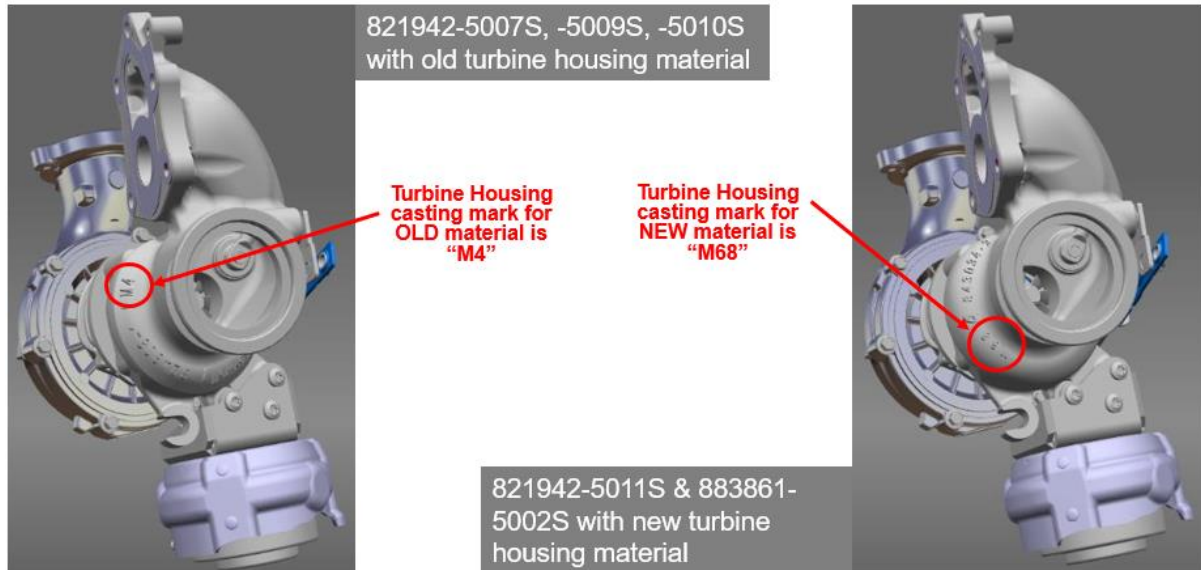 821942-5007S, -5009S, -5010S
with old turbine housing material
Turbine Housing
casting mark for
OLD material is
“M4”
Turbine Housing
casting mark for
NEW material is
“M68”
M4
821942-5011S & 883861-
5002S with new turbine
housing material